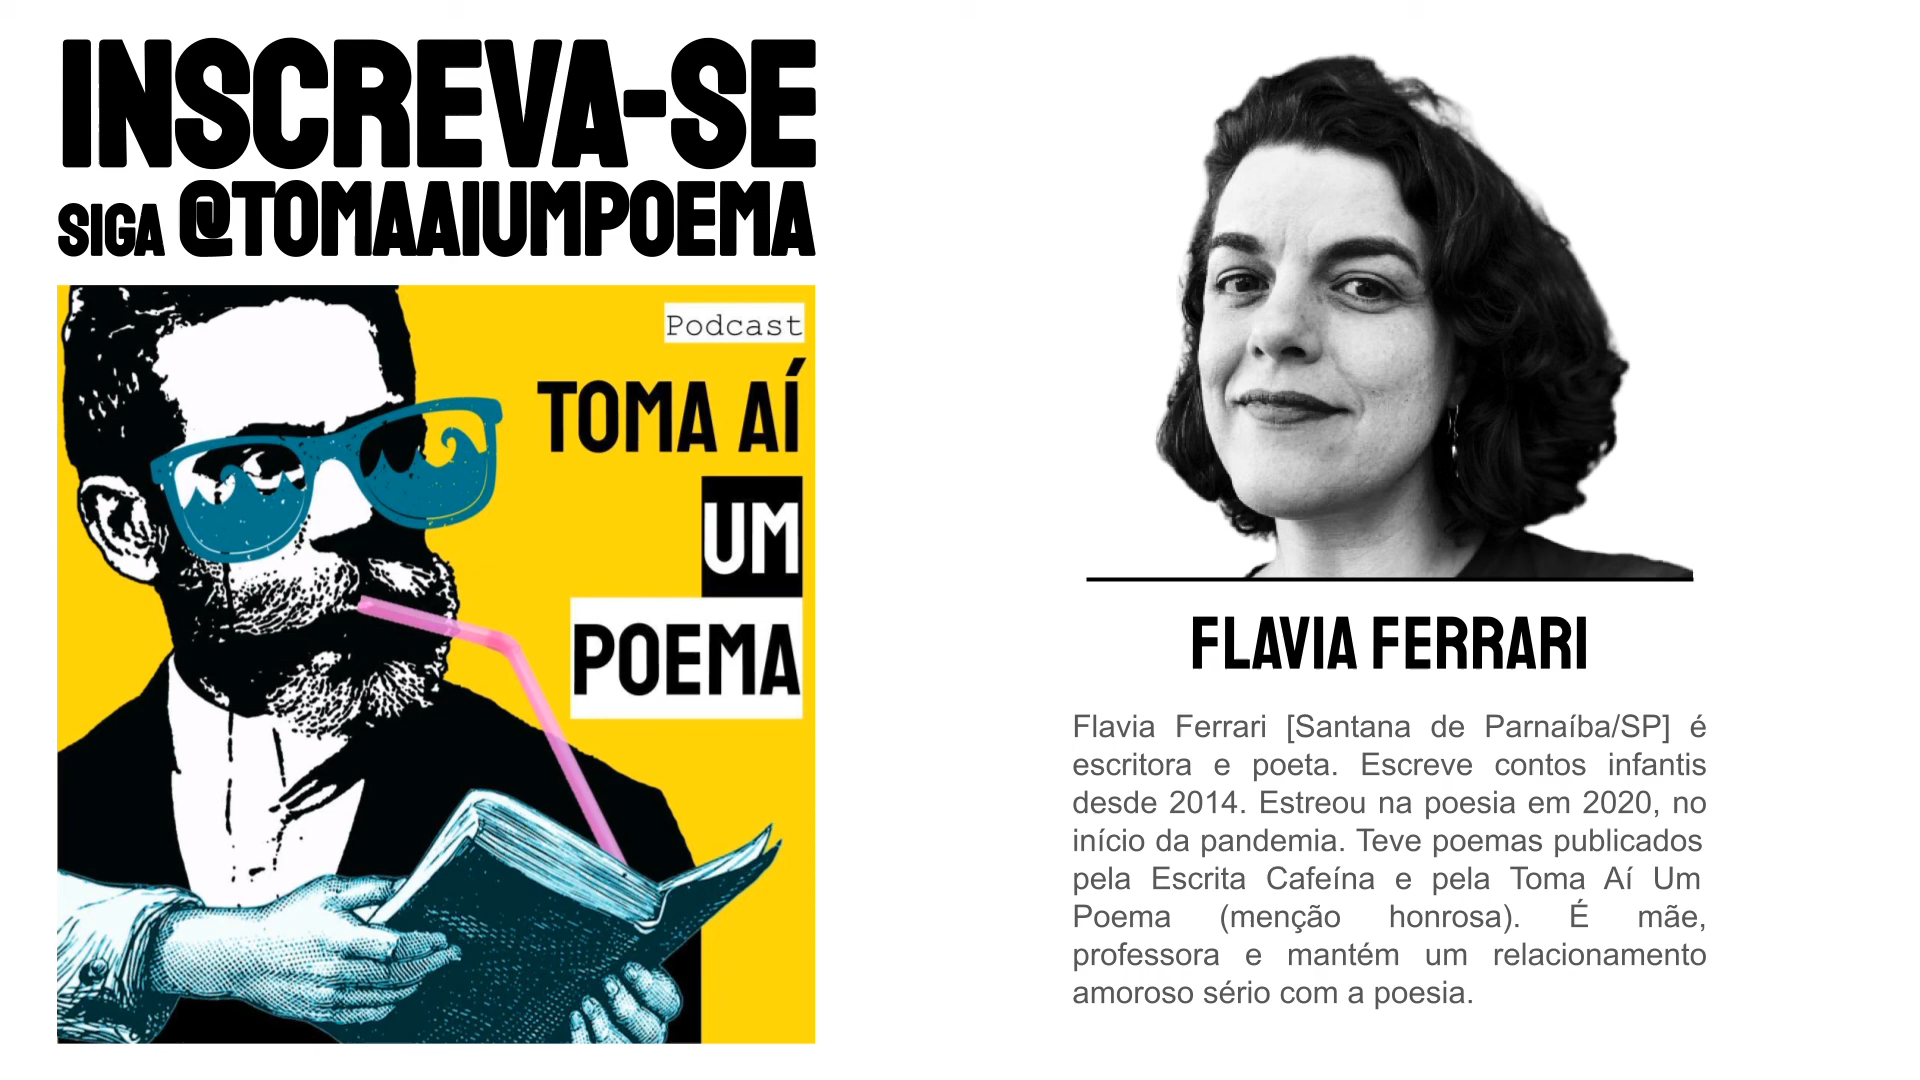 INSCREVA-SE
SIGA @TOMAAIUMPOEMA
Podcast
TOMA AÍ
UM
POEMA
FLAVIA FERRARI
Flavia Ferrari [Santana de Parnaíba/SP] é
escritora e poeta. Escreve contos infantis
desde 2014. Estreou na poesia em 2020, no
início da pandemia. Teve poemas publicados
pela Escrita Cafeína e pela Toma Aí Um
Poema (menção honrosa). É mãe,
professora e mantém um relacionamento
amoroso sério com a poesia.